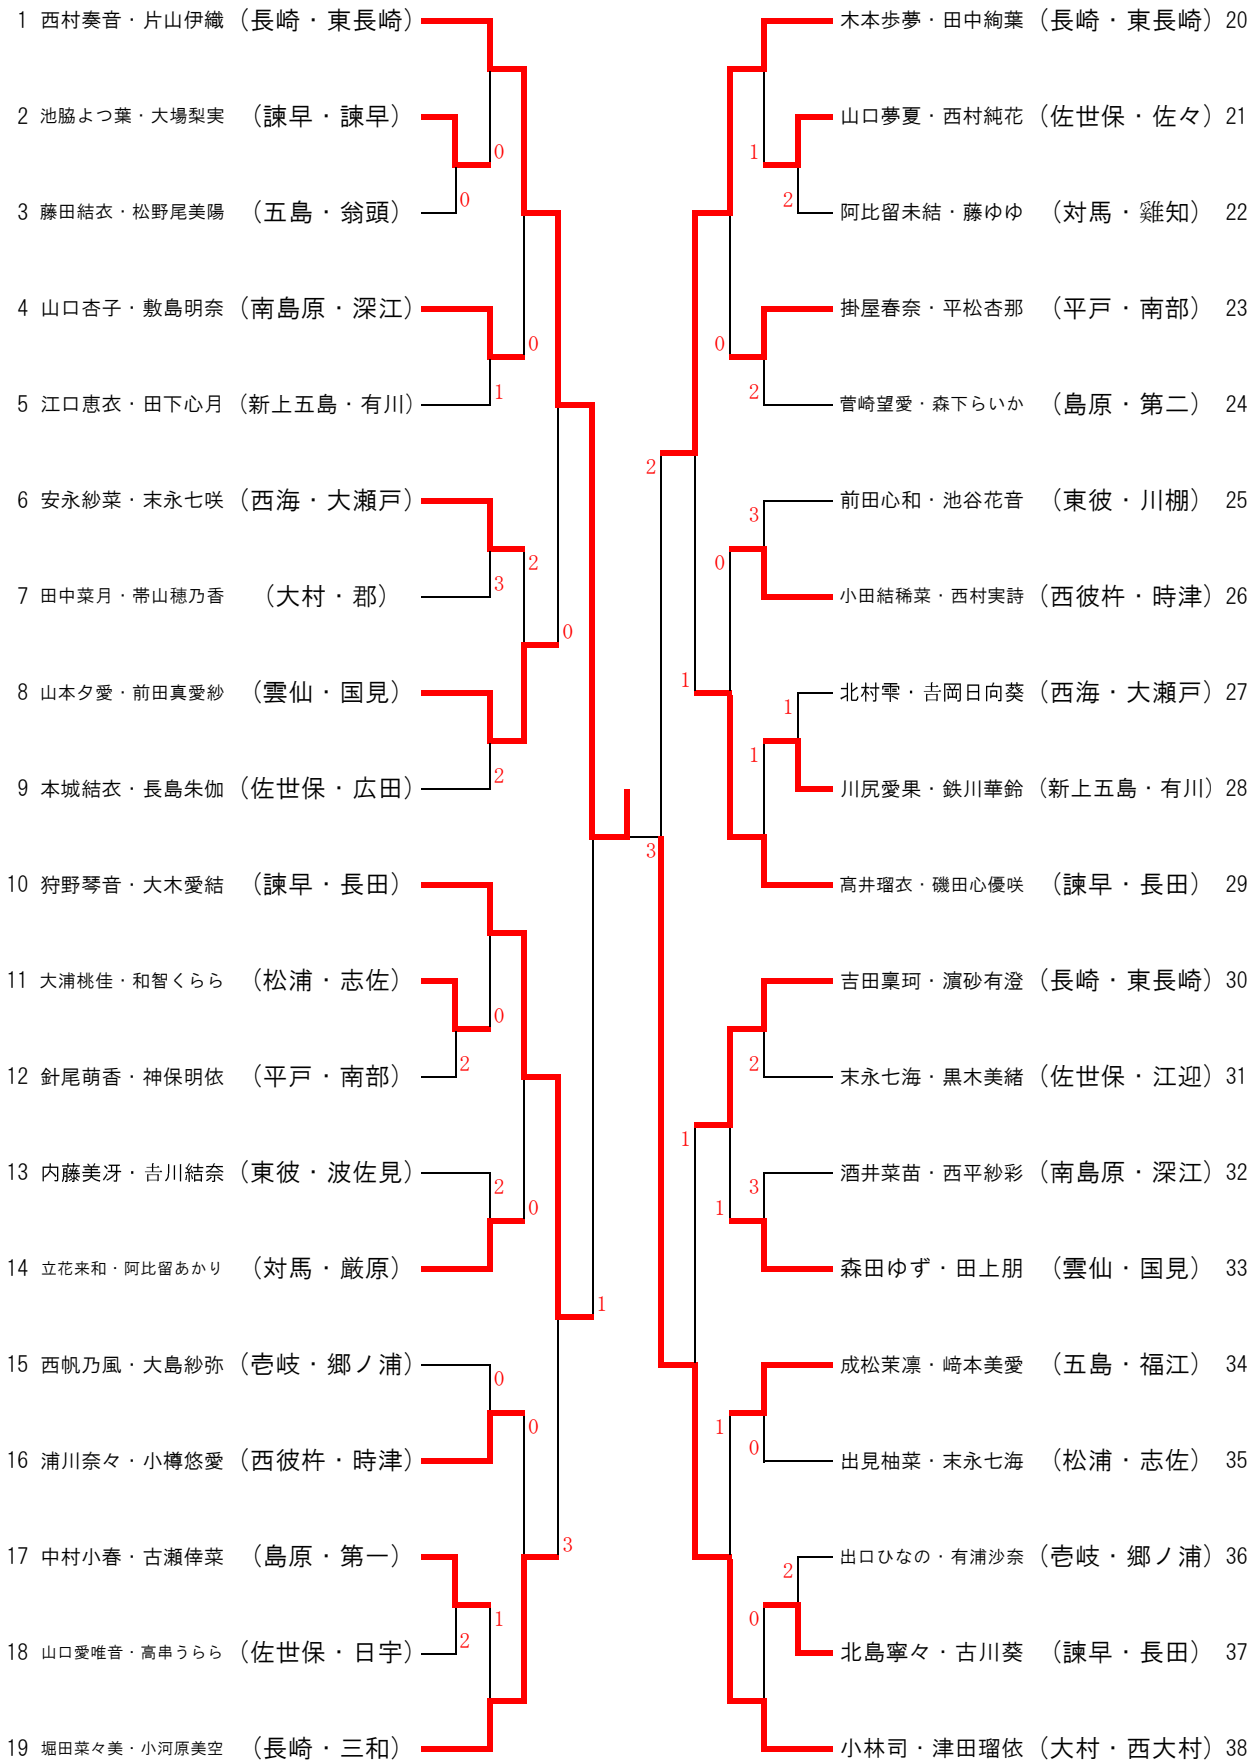 1 西村奏音・片山伊織 (長崎・東長崎)
2 池脇よつ葉・大場梨実 (諫早・諫早)
0
0
3 藤田結衣・松野尾美陽 (五島・翁頭)
4 山口杏子・敷島明奈 (南島原・深江)
0
1
5 江口恵衣・田下心月 (新上五島・有川)
6 安永紗菜・末永七咲 (西海・大瀬戸)
2
3
7 田中菜月・帯山穂乃香 (大村・郡)
0
8 山本夕愛・前田真愛紗 (雲仙・国見)
2
9 本城結衣・長島朱伽 (佐世保・広田)
10 狩野琴音・大木愛結 (諫早・長田)
11 大浦桃佳・和智くらら (松浦・志佐)
0
2
12 針尾萌香・神保明依 (平戸・南部)
13 内藤美冴・𠮷川結奈 (東彼・波佐見)
2
0
14 立花来和・阿比留あかり (対馬・厳原)
1
15 西帆乃風・大島紗弥 (壱岐・郷ノ浦)
0
0
16 浦川奈々・小樽悠愛 (西彼杵・時津)
3
17 中村小春・古瀬倖菜 (島原・第一)
1
2
18 山口愛唯音・高串うらら (佐世保・日宇)
19 堀田菜々美・小河原美空 (長崎・三和)
木本歩夢・田中絢葉 (長崎・東長崎) 20
山口夢夏・西村純花 (佐世保・佐々) 21
1
2
阿比留未結・藤ゆゆ (対馬・雞知) 22
掛屋春奈・平松杏那 (平戸・南部) 23
0
2
菅崎望愛・森下らいか (島原・第二) 24
2
前田心和・池谷花音 (東彼・川棚) 25
3
0
小田結稀菜・西村実詩 (西彼杵・時津) 26
1
北村雫・𠮷岡日向葵 (西海・大瀬戸) 27
1
1
川尻愛果・鉄川華鈴 (新上五島・有川) 28
3
髙井瑠衣・磯田心優咲 (諫早・長田) 29
吉田稟珂・濵砂有澄 (長崎・東長崎) 30
2
末永七海・黒木美緒 (佐世保・江迎) 31
1
酒井菜苗・西平紗彩 (南島原・深江) 32
3
1
森田ゆず・田上朋 (雲仙・国見) 33
成松茉凛・﨑本美愛 (五島・福江) 34
1
0
出見柚菜・末永七海 (松浦・志佐) 35
出口ひなの・有浦沙奈 (壱岐・郷ノ浦) 36
2
0
北島寧々・古川葵 (諫早・長田) 37
小林司・津田瑠依 (大村・西大村) 38